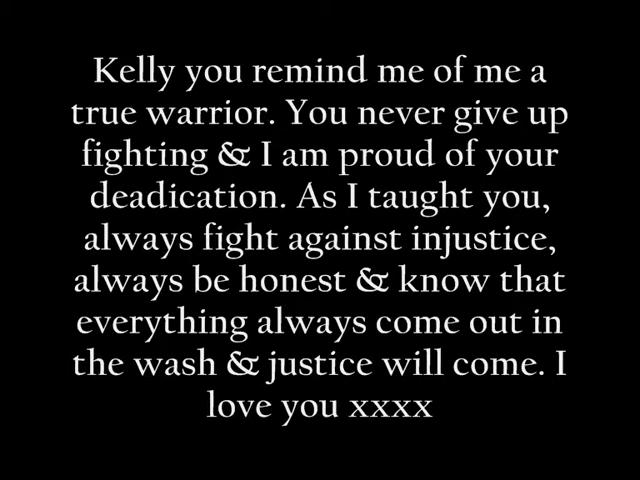 Kelly you remind me of me a
true warrior. You never give up
fighting & I am proud of your
deadication. As I taught you,
always fight against injustice,
always be honest & know that
everything always come out in
the wash & justice will come. I
love you xxxx